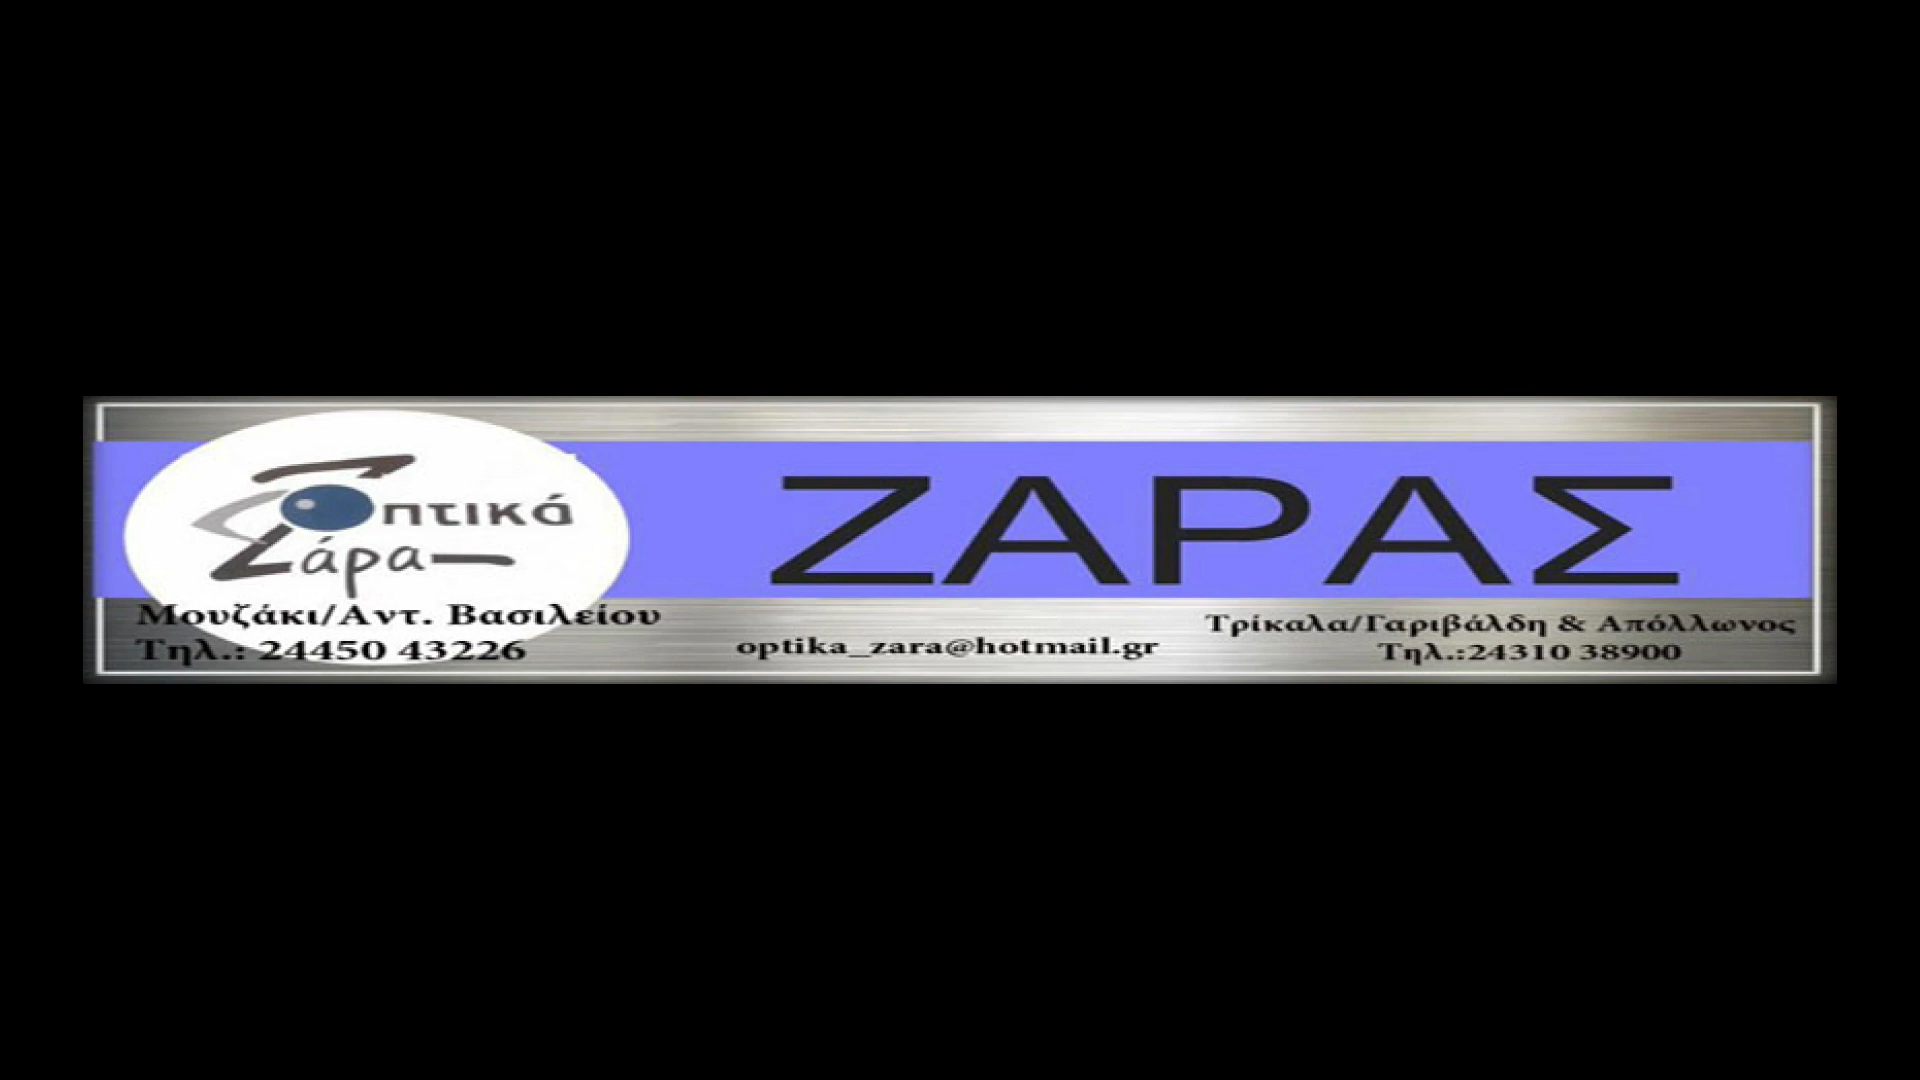 Οπτικά
Ζάρα
ΖΑΡΑΣ
Μουζάκι/Αντ. Βασιλείου
Τηλ.: 24450 43226
optika_zara@hotmail.gr
Τρίκαλα/Γαριβάλδη & Απόλλωνος
Τηλ.:24310 38900